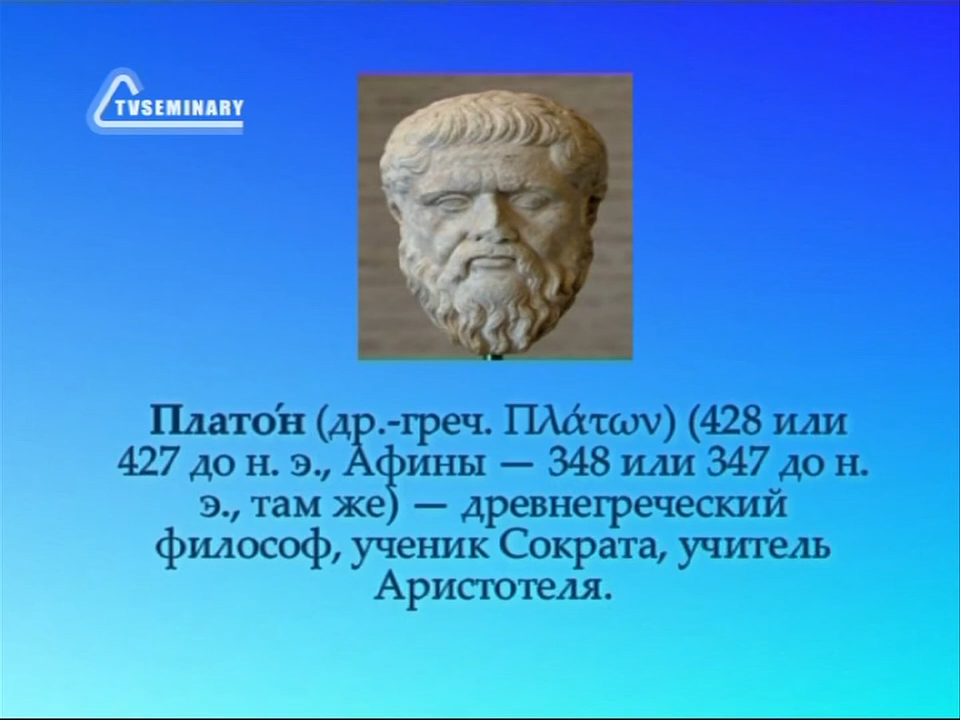 TVSEMINARY
Плато́н (др.-греч. Πλάτων) (428 или
427 до н. э., Афины — 348 или 347 до н.
э., там же) — древнегреческий
философ, ученик Сократа, учитель
Аристотеля.